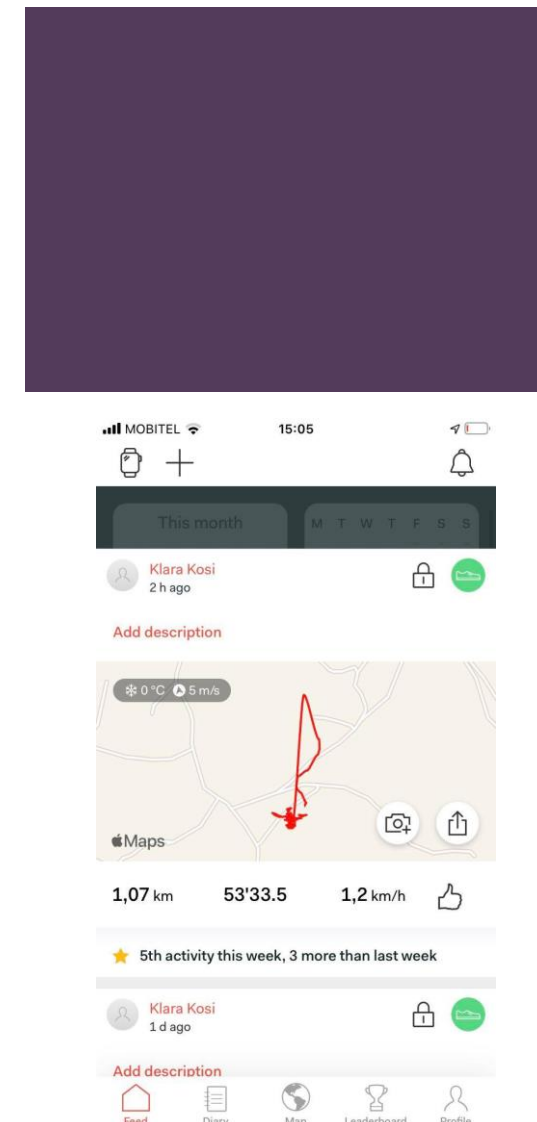 MOBITEL 15:05
This month M T W T F S S
Klara Kosi
2 h ago
Add description
0 °C 5 m/s
Maps
1,07 km 53'33.5 1,2 km/h
5th activity this week, 3 more than last week
Klara Kosi
1 d ago
Add description
Feed Diary Map Leaderboard Profile